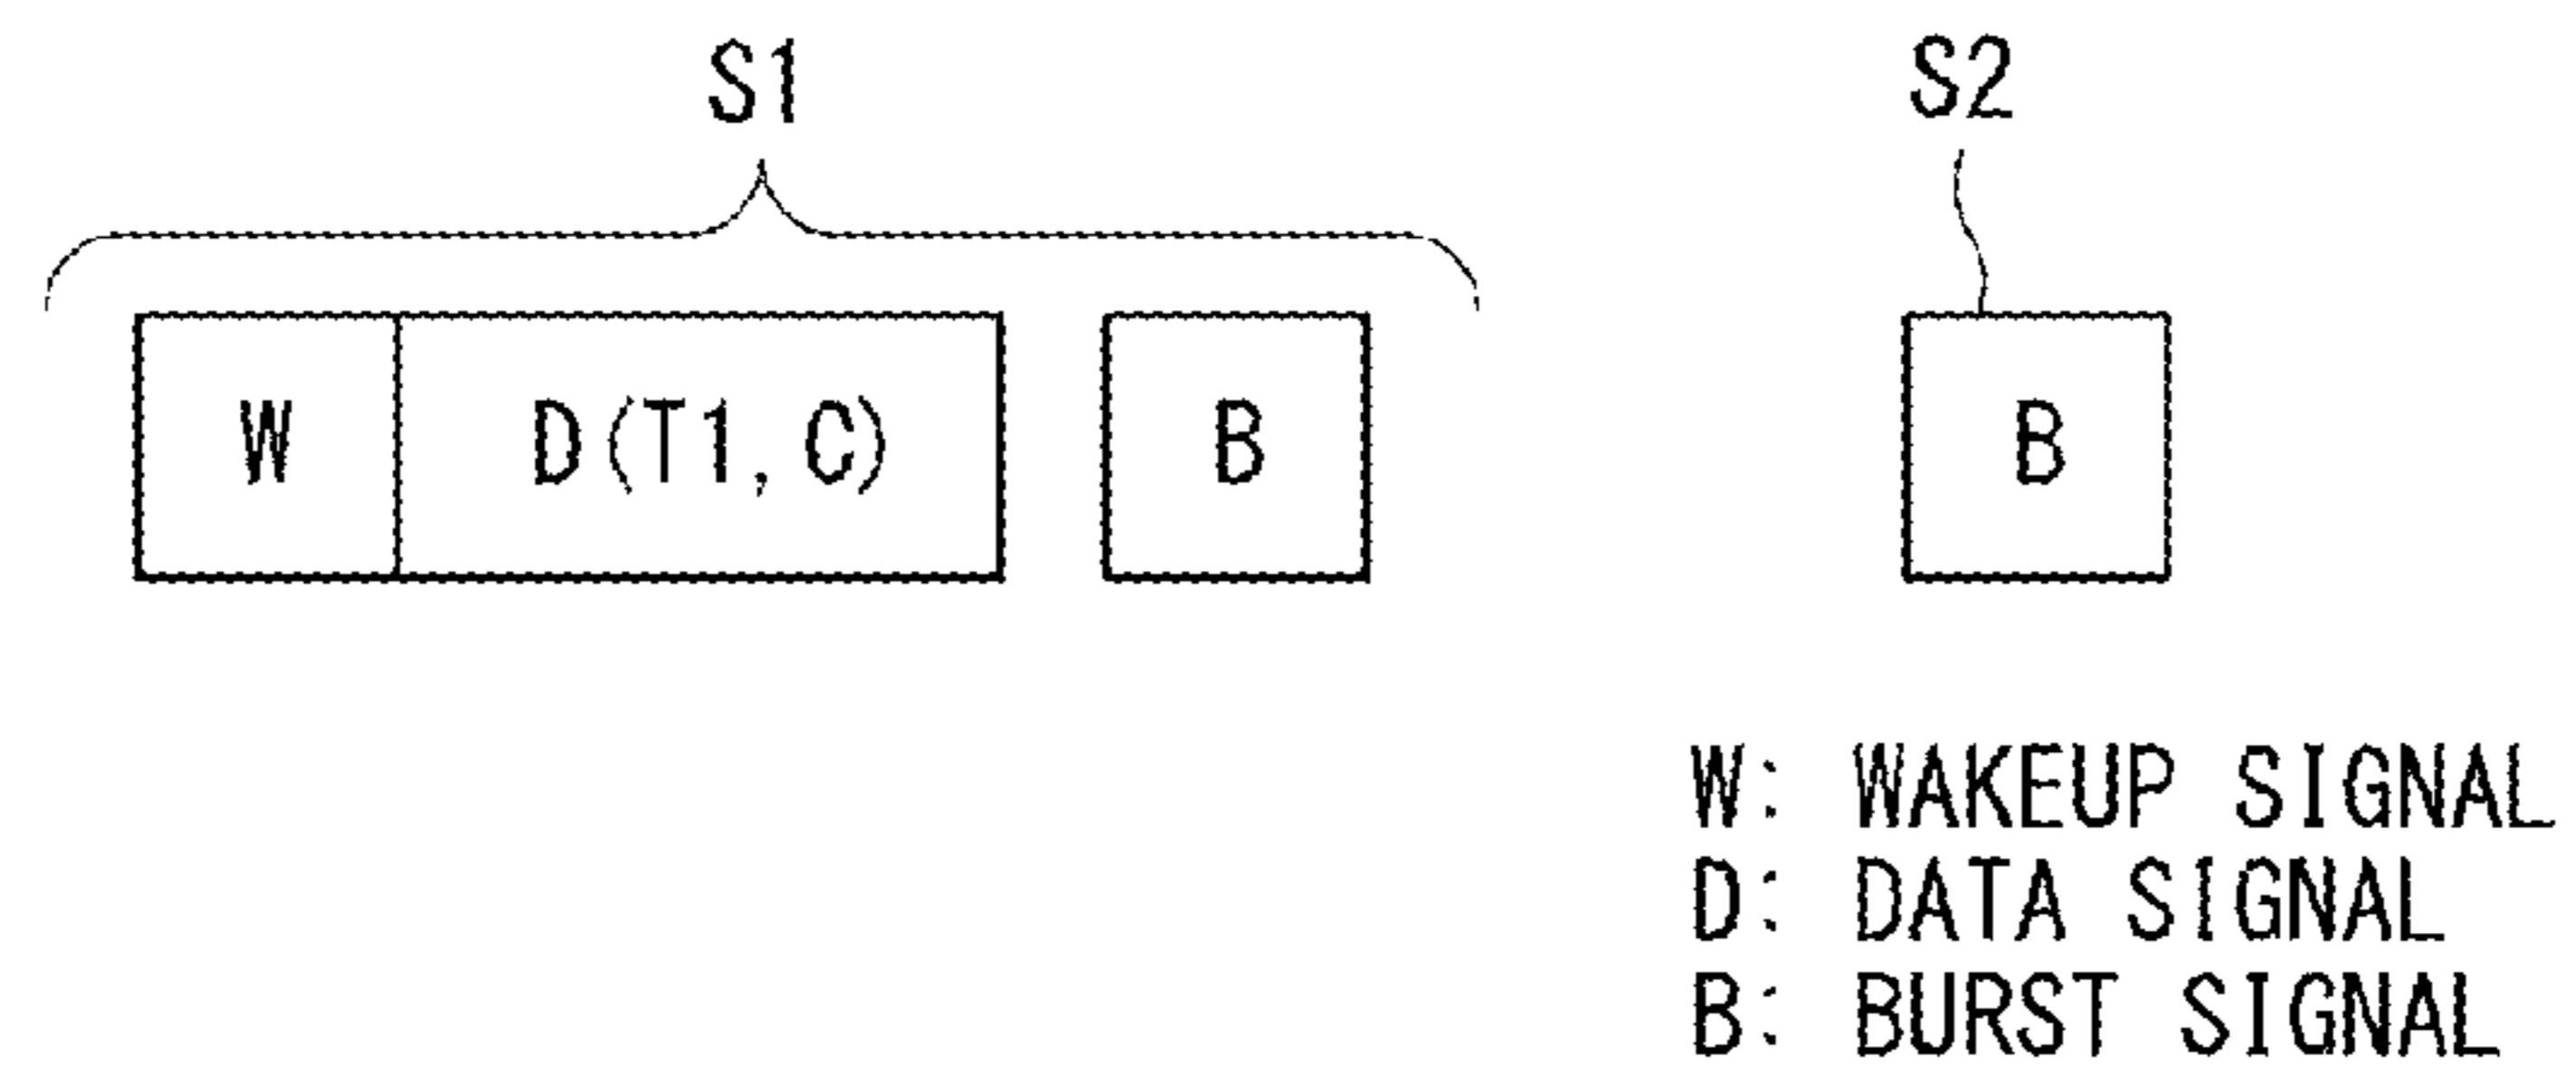 S1
S2
W
D(T1, C)
B
B
W: WAKEUP SIGNAL
D: DATA SIGNAL
B: BURST SIGNAL